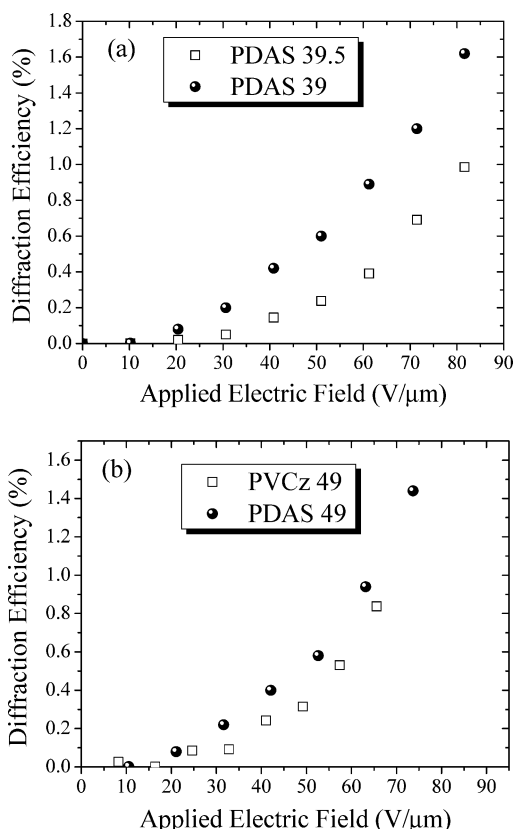 (a)
PDAS 39.5
PDAS 39
Diffraction Efficiency (%)
1.8
1.6
1.4
1.2
1.0
0.8
0.6
0.4
0.2
0.0
0 10 20 30 40 50 60 70 80 90
Applied Electric Field (V/μm)
(b)
PVCz 49
PDAS 49
Diffraction Efficiency (%)
1.6
1.4
1.2
1.0
0.8
0.6
0.4
0.2
0.0
0 10 20 30 40 50 60 70 80 90
Applied Electric Field (V/μm)